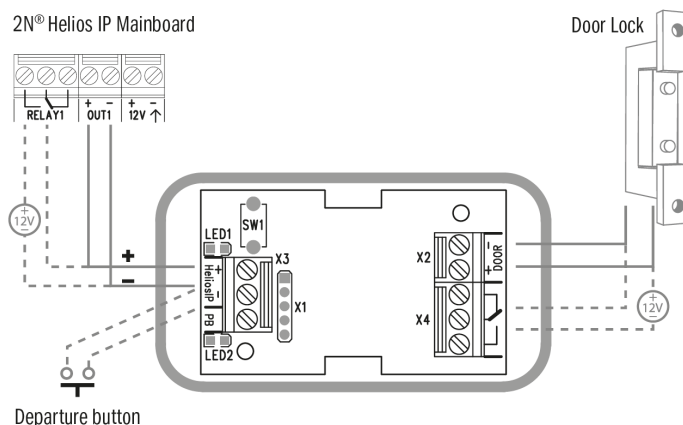 2N® Helios IP Mainboard
Door Lock
+ - + -
RELAY1 OUT1 12V ↑
+
12V
-
+
-
LED1
SW1
X3
HeliosIP
+
-
X1
PB
LED2
X2
-
+
DOOR
X4
+
12V
-
Departure button